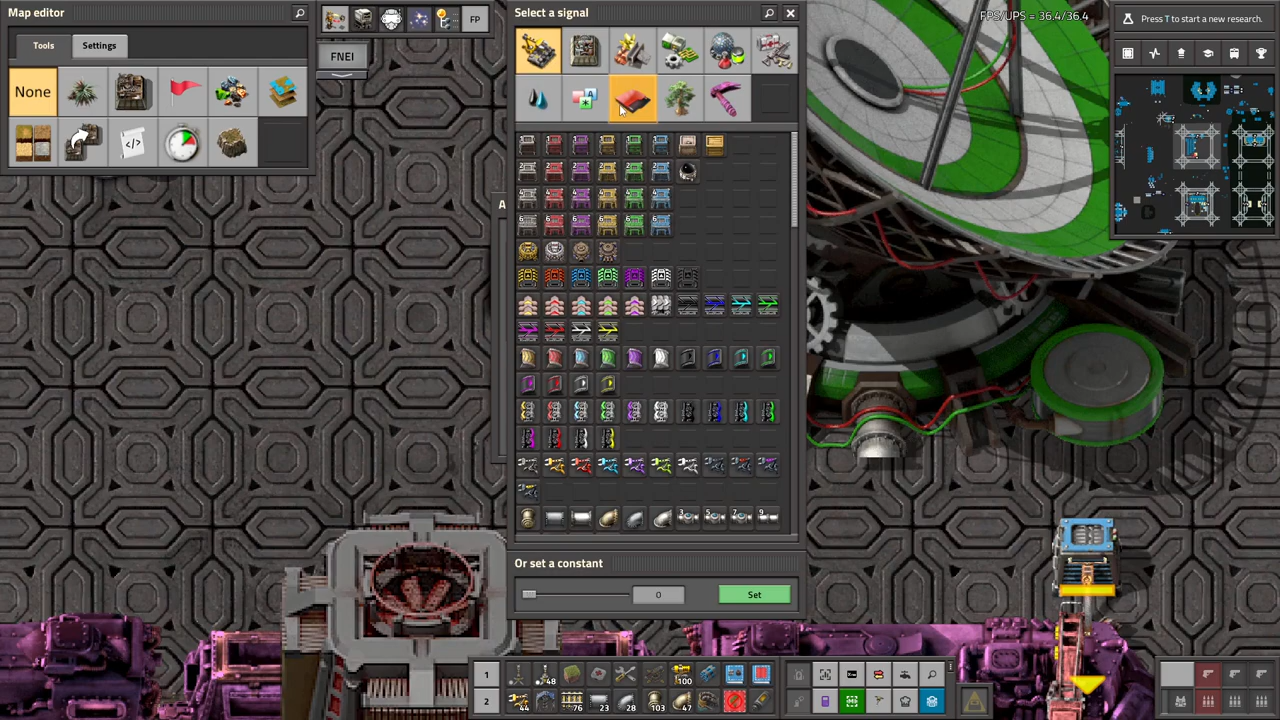 Map editor
Tools
Settings
None
</>
FP
FNEI
Select a signal
FPS/UPS = 36.4/36.4
Press T to start a new research.
A
Or set a constant
0
Set
1
48
100
2
44
76
23
28
103
47